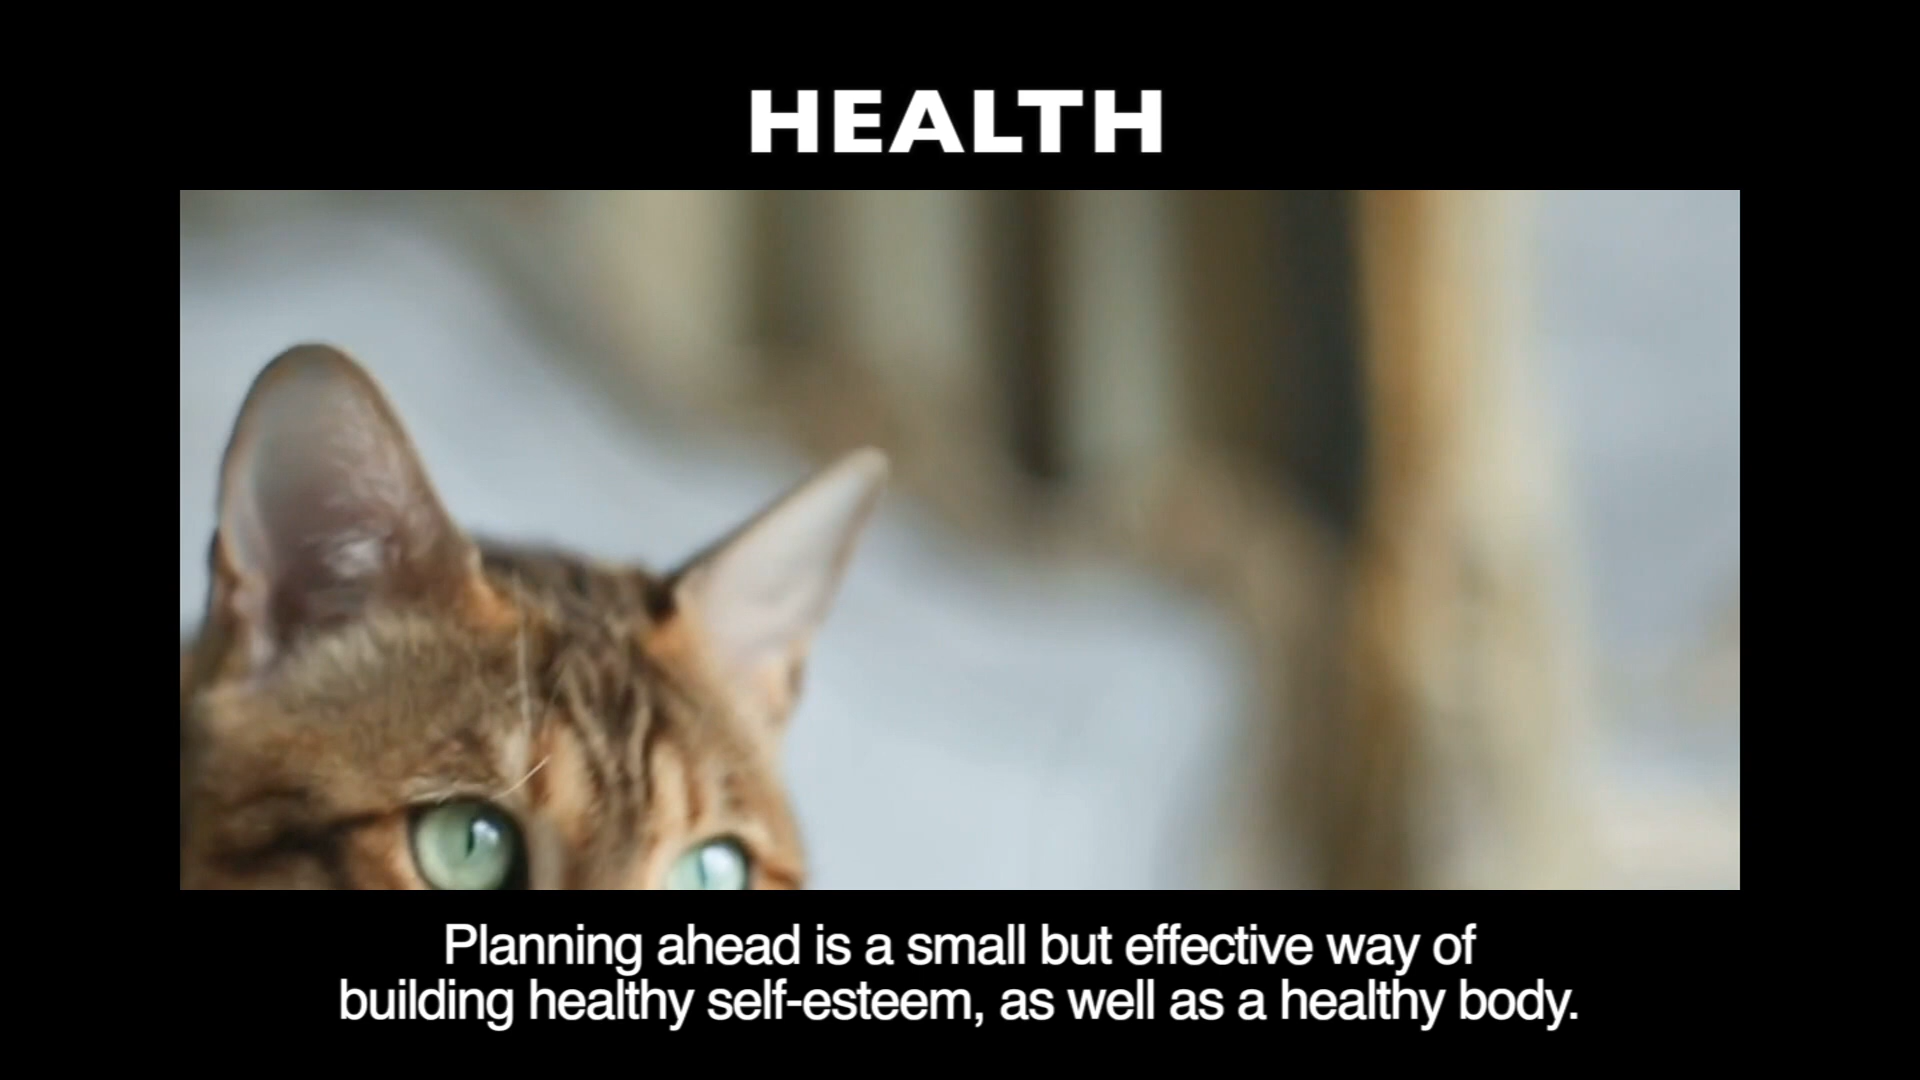 HEALTH
Planning ahead is a small but effective way of
building healthy self-esteem, as well as a healthy body.